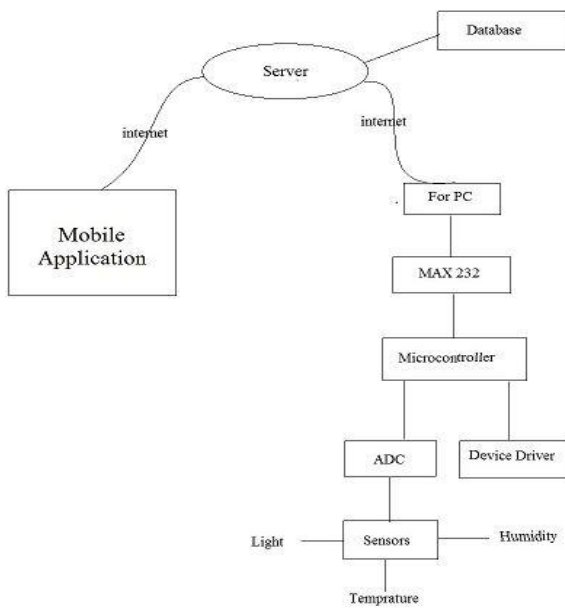 Database
Server
internet
internet
For PC
Mobile
Application
MAX 232
Microcontroller
ADC
Device Driver
Light
Sensors
Humidity
Temprature